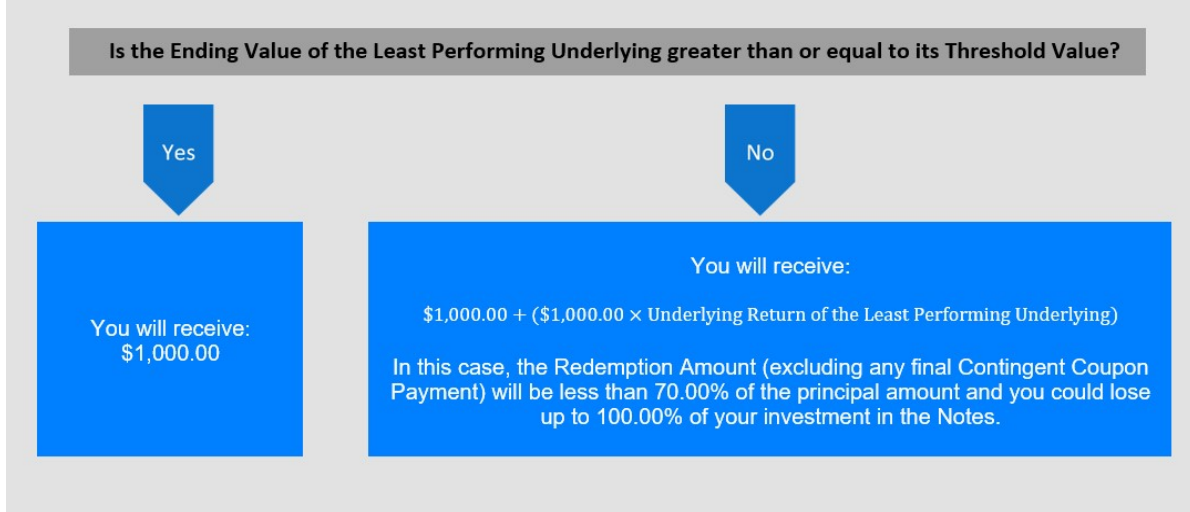 Is the Ending Value of the Least Performing Underlying greater than or equal to its Threshold Value?
Yes
No
You will receive:
$1,000.00
You will receive:
$1,000.00 + ($1,000.00 × Underlying Return of the Least Performing Underlying)
In this case, the Redemption Amount (excluding any final Contingent Coupon
Payment) will be less than 70.00% of the principal amount and you could lose
up to 100.00% of your investment in the Notes.